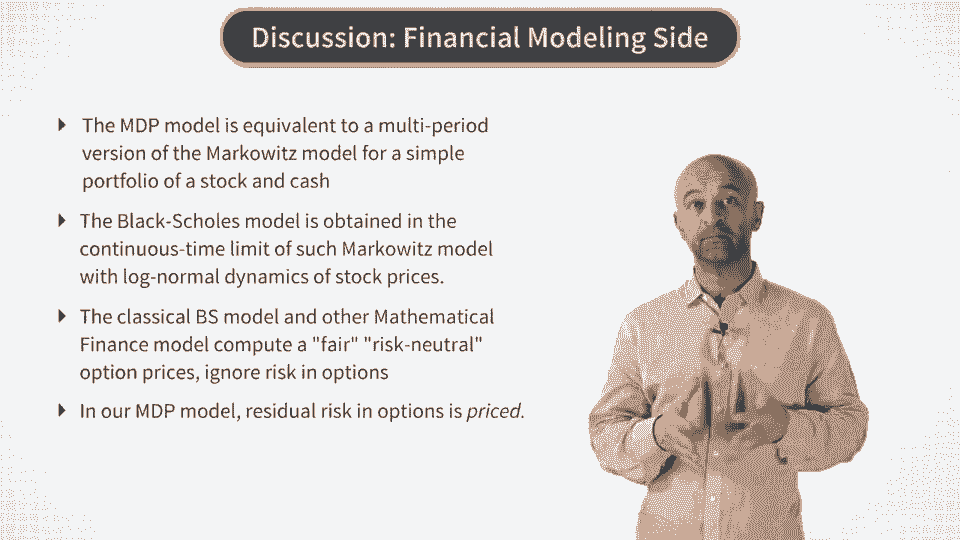 Discussion: Financial Modeling Side
The MDP model is equivalent to a multi-period
version of the Markowitz model for a simple
portfolio of a stock and cash
The Black-Scholes model is obtained in the
continuous-time limit of such Markowitz model
with log-normal dynamics of stock prices.
The classical BS model and other Mathematical
Finance model compute a "fair" "risk-neutral"
option prices, ignore risk in options
In our MDP model, residual risk in options is priced.